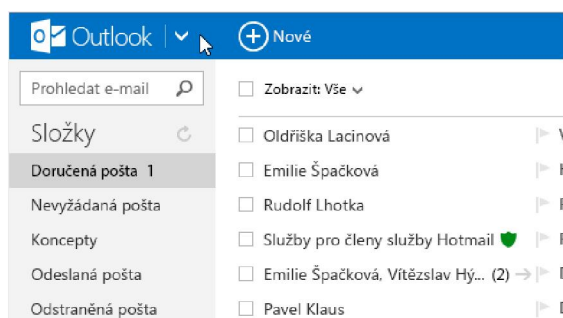 Outlook
Nové
Prohledat e-mail
Zobrazit: Vše
Složky
Oldřiška Lacinová
Doručená pošta 1
Emilie Špačková
Nevyžádaná pošta
Rudolf Lhotka
Koncepty
Služby pro členy služby Hotmail
Odeslaná pošta
Emilie Špačková, Vítězslav Hý... (2)
Odstraněná pošta
Pavel Klaus